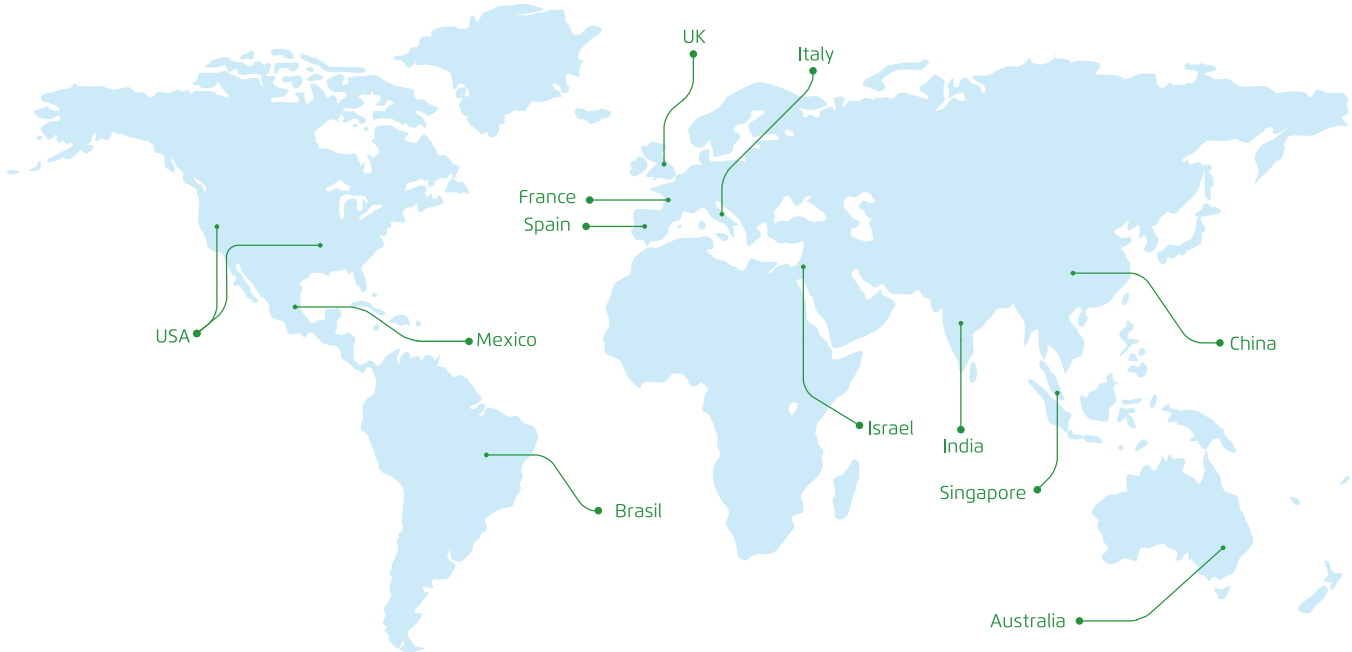 UK
Italy
France
Spain
USA
Mexico
China
Israel
India
Singapore
Brasil
Australia